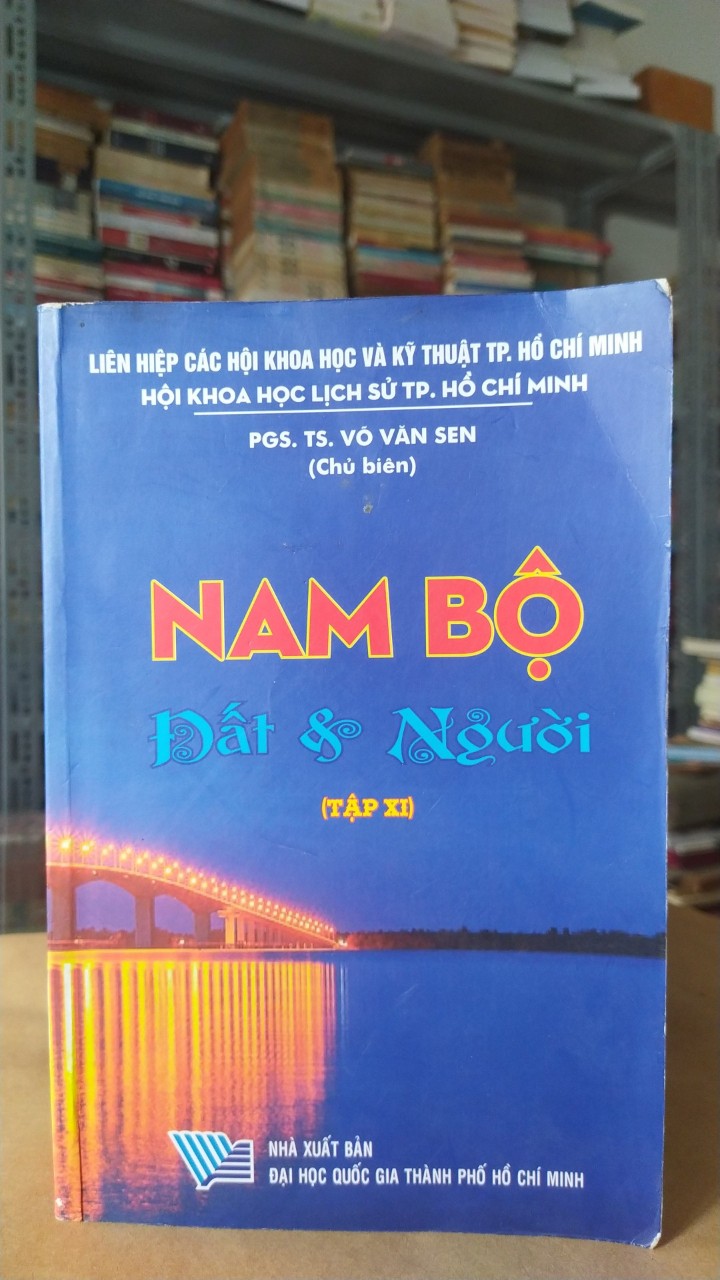 LIÊN HIỆP CÁC HỘI KHOA HỌC VÀ KỸ THUẬT TP. HỒ CHÍ MINH
HỘI KHOA HỌC LỊCH SỬ TP. HỒ CHÍ MINH
PGS. TS. VÕ VĂN SEN
(Chủ biên)
NAM BỘ
Đất & Người
(TẬP XI)
NHÀ XUẤT BẢN
ĐẠI HỌC QUỐC GIA THÀNH PHỐ HỒ CHÍ MINH